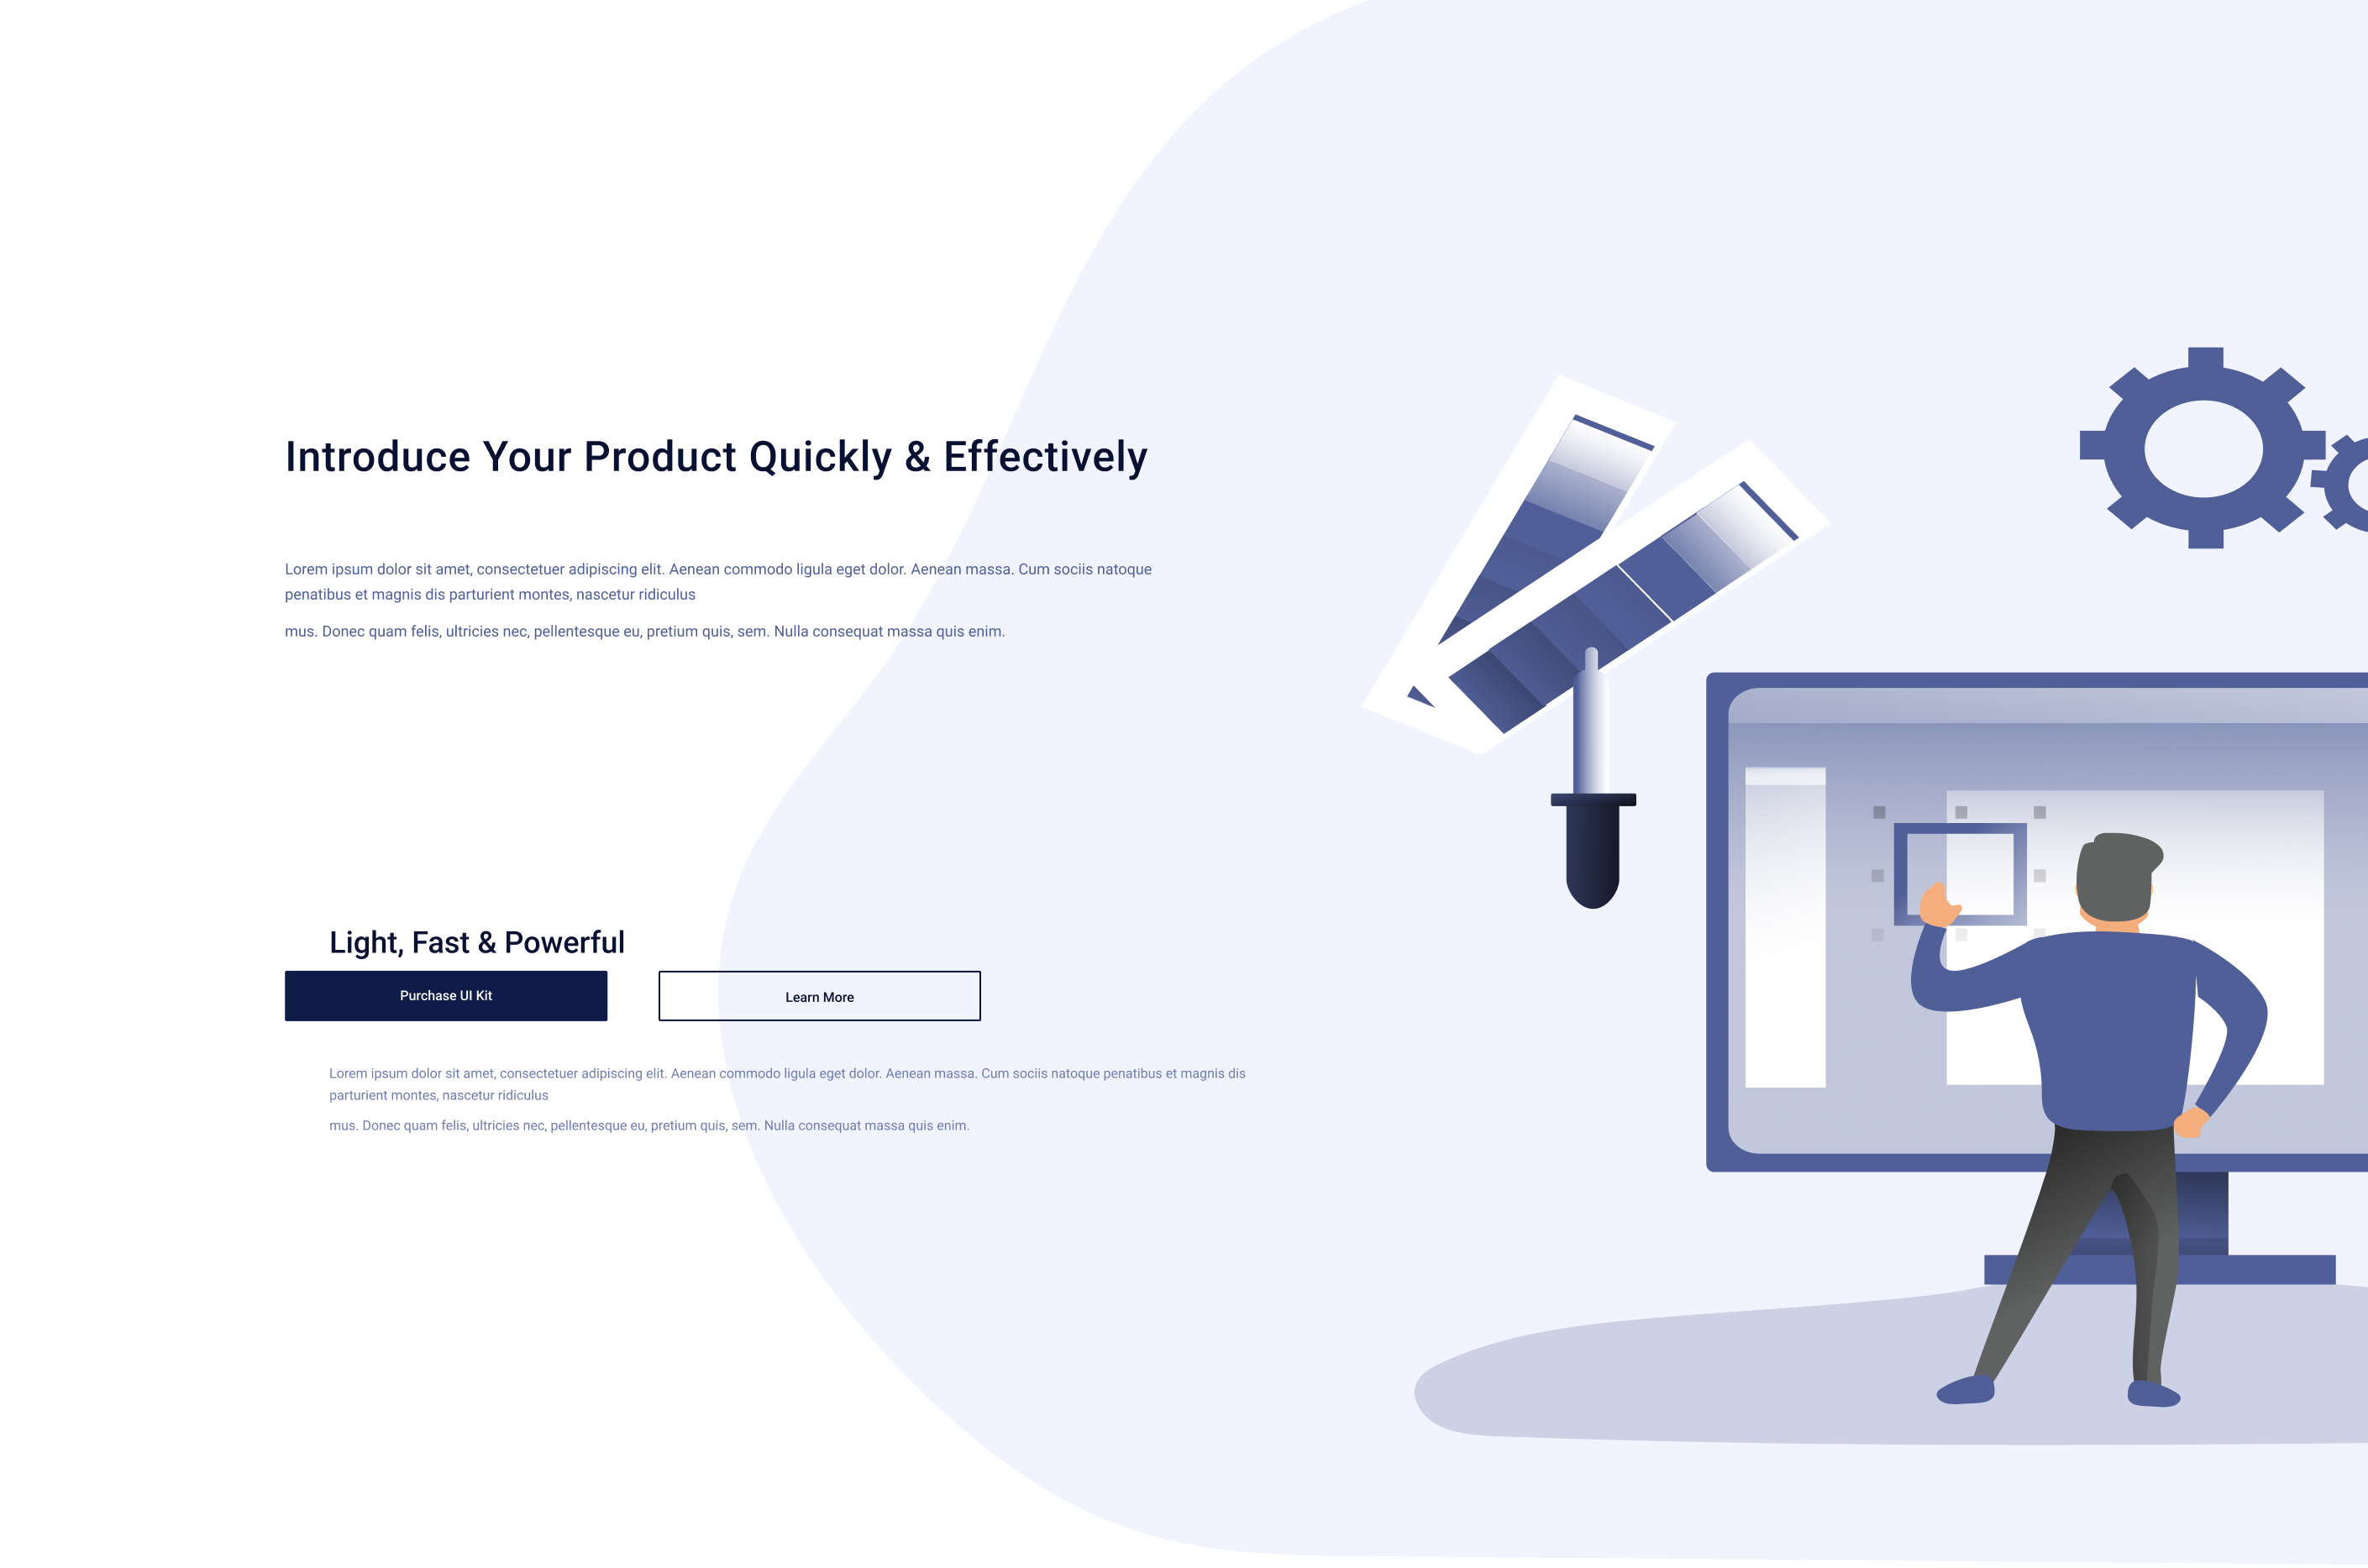 Introduce Your Product Quickly & Effectively
Lorem ipsum dolor sit amet, consectetuer adipiscing elit. Aenean commodo ligula eget dolor. Aenean massa. Cum sociis natoque
penatibus et magnis dis parturient montes, nascetur ridiculus
mus. Donec quam felis, ultricies nec, pellentesque eu, pretium quis, sem. Nulla consequat massa quis enim.
Light, Fast & Powerful
Purchase UI Kit
Learn More
Lorem ipsum dolor sit amet, consectetuer adipiscing elit. Aenean commodo ligula eget dolor. Aenean massa. Cum sociis natoque penatibus et magnis dis
parturient montes, nascetur ridiculus
mus. Donec quam felis, ultricies nec, pellentesque eu, pretium quis, sem. Nulla consequat massa quis enim.